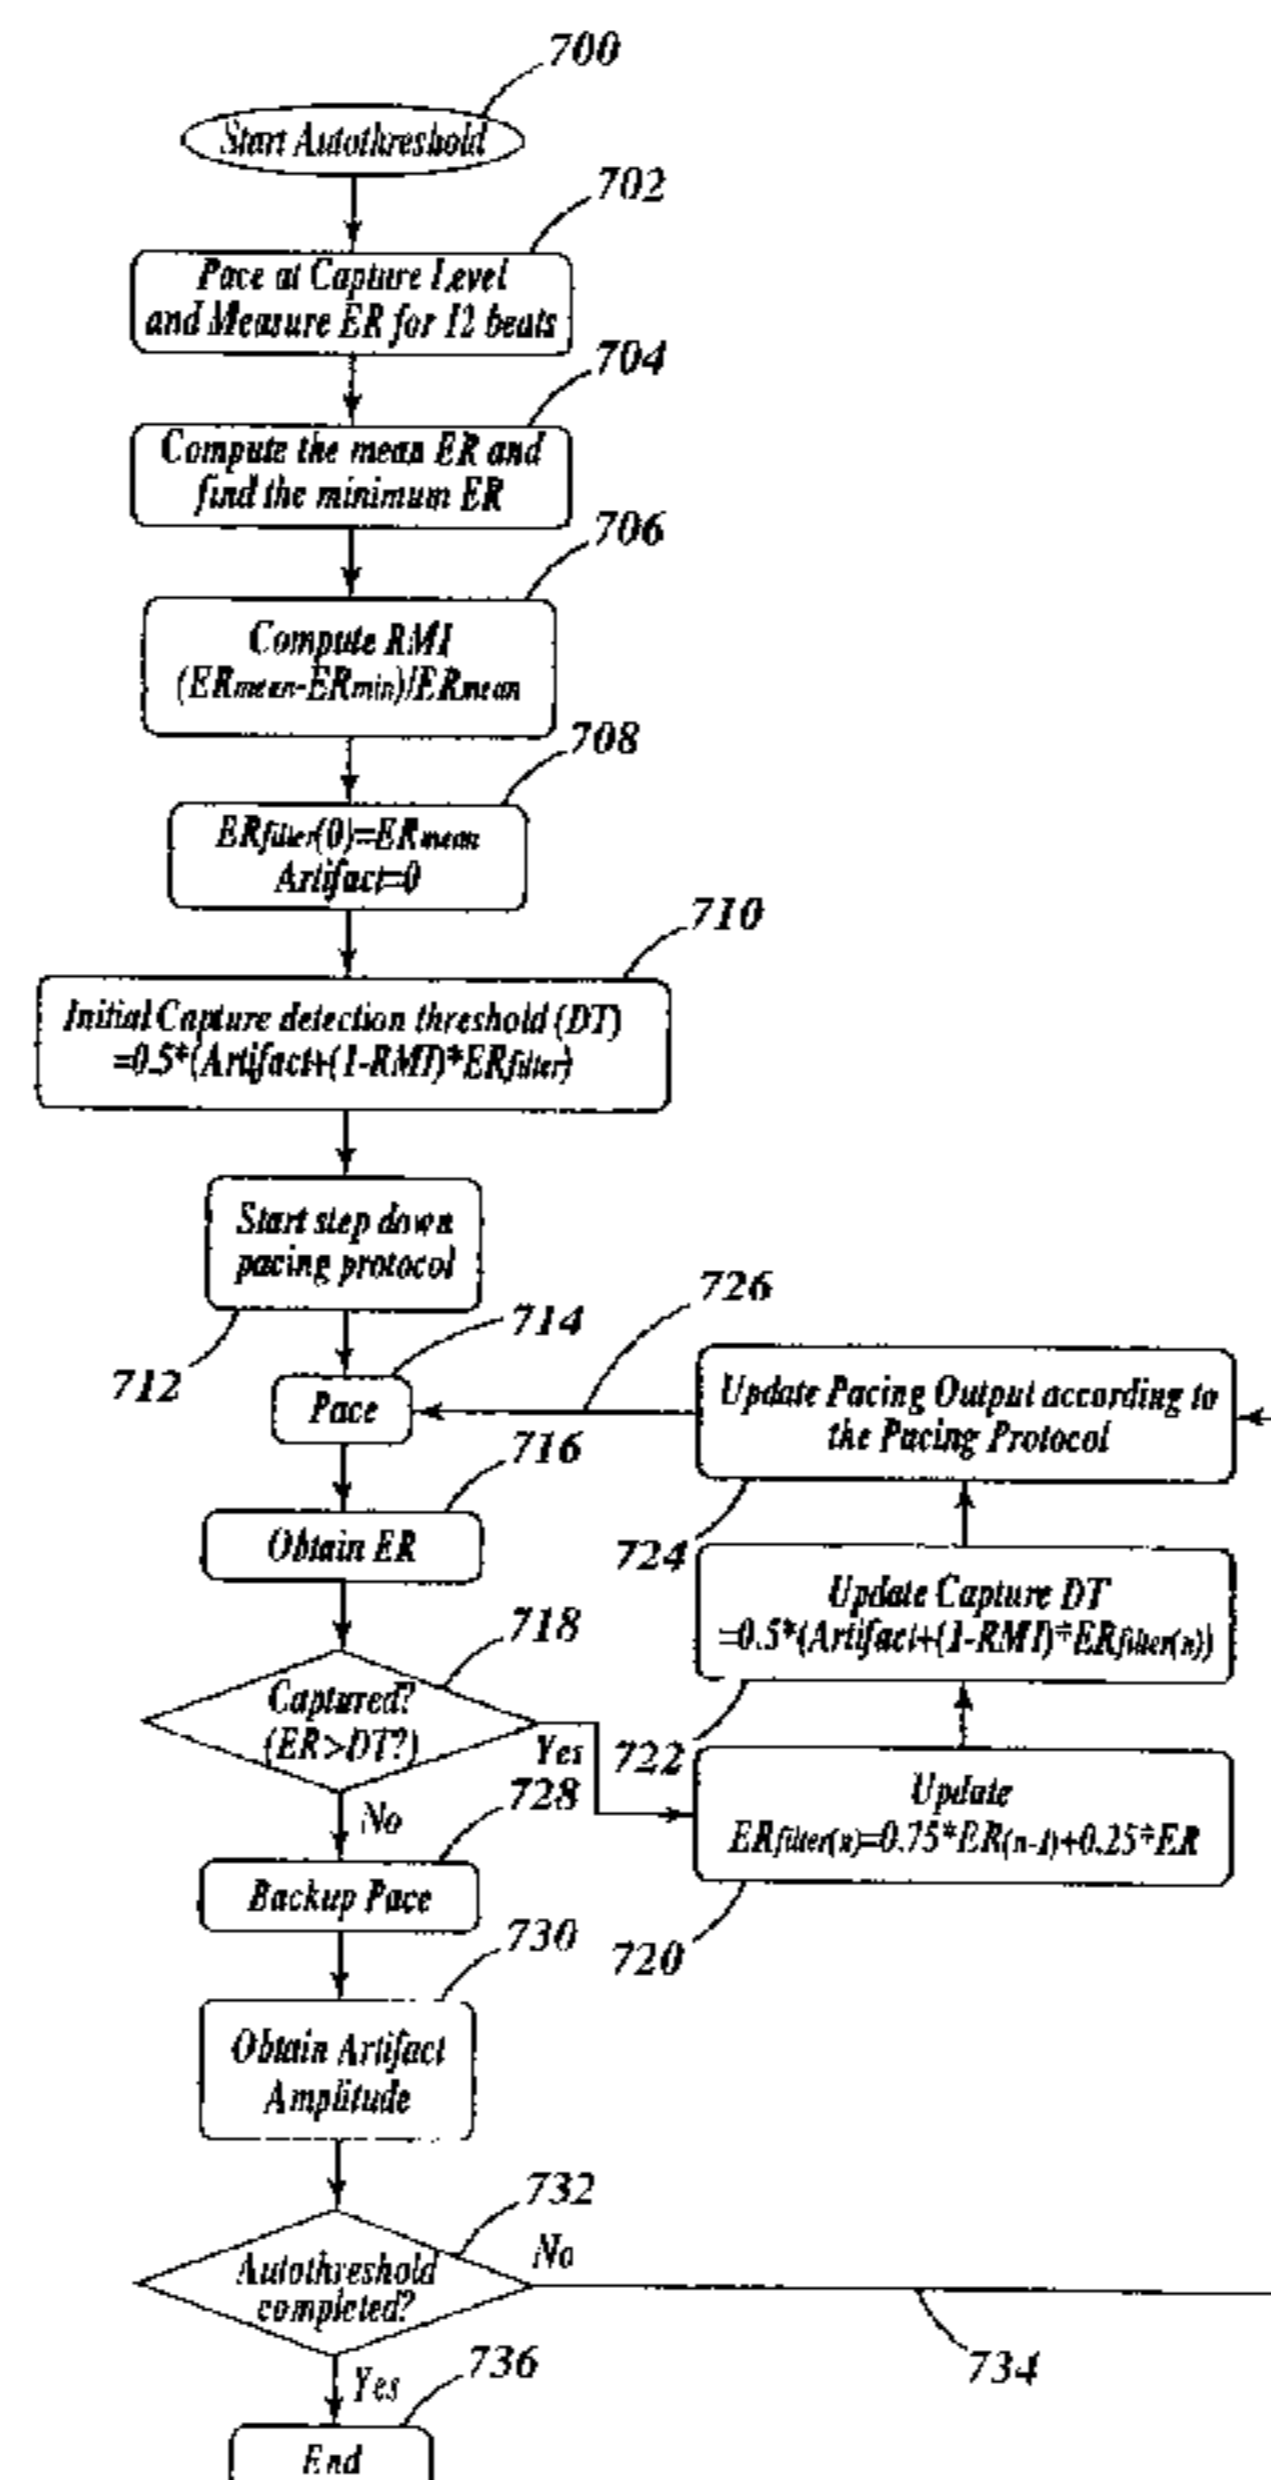 700
Start Autothreshold
702
Pace at Capture Level
and Measure ER for 12 beats
704
Compute the mean ER and
find the minimum ER
706
Compute RMI
(ERmean-ERmin)/ERmean
708
ERfilter(0)=ERmean
Artifact=0
710
Initial Capture detection threshold (DT)
=0.5*(Artifact+(1-RMI)*ERfilter)
Start step down
pacing protocol
712
714
Pace
726
Update Pacing Output according to
the Pacing Protocol
716
Obtain ER
724
Update Capture DT
=0.5*(Artifact+(1-RMI)*ERfilter(n))
718
Captured?
(ER>DT?)
Yes
722
Update
ERfilter(n)=0.75*ER(n-1)+0.25*ER
728
No
Backup Pace
720
730
Obtain Artifact
Amplitude
732
No
Autothreshold
completed?
734
Yes
736
End